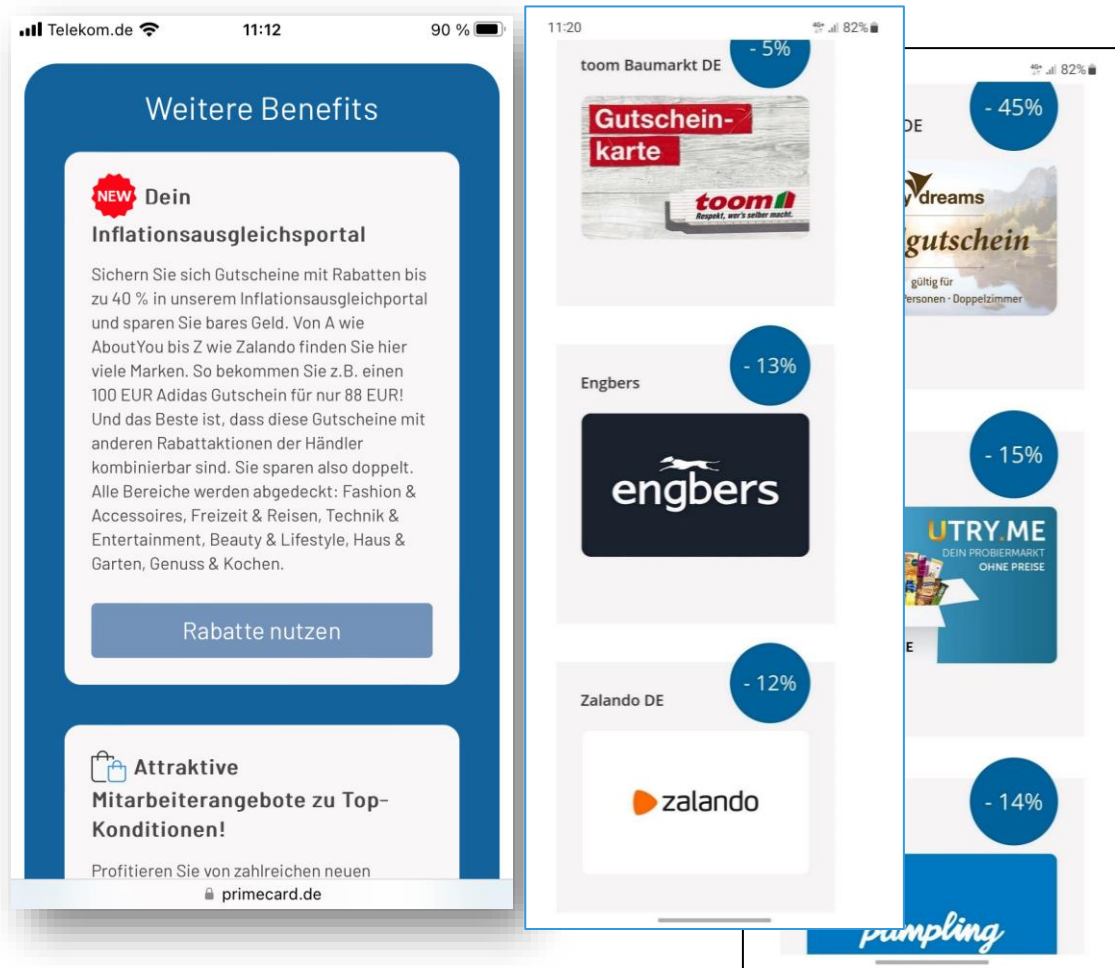 Telekom.de
11:12
90 %
Weitere Benefits
NEW Dein
Inflationsausgleichsportal
Sichern Sie sich Gutscheine mit Rabatten bis
zu 40 % in unserem Inflationsausgleichportal
und sparen Sie bares Geld. Von A wie
AboutYou bis Z wie Zalando finden Sie hier
viele Marken. So bekommen Sie z.B. einen
100 EUR Adidas Gutschein für nur 88 EUR!
Und das Beste ist, dass diese Gutscheine mit
anderen Rabattaktionen der Händler
kombinierbar sind. Sie sparen also doppelt.
Alle Bereiche werden abgedeckt: Fashion &
Accessoires, Freizeit & Reisen, Technik &
Entertainment, Beauty & Lifestyle, Haus &
Garten, Genuss & Kochen.
Rabatte nutzen
Attraktive
Mitarbeiterangebote zu Top-
Konditionen!
Profitieren Sie von zahlreichen neuen
primecard.de
11:20
82%
- 5%
toom Baumarkt DE
Gutschein-
karte
toom
Respekt, wer's selber macht.
- 13%
Engbers
engbers
- 12%
Zalando DE
zalando
82%
- 45%
DE
dreams
gutschein
gültig für
Personen · Doppelzimmer
- 15%
UTRY.ME
DEIN PROBIERMARKT
OHNE PREISE
E
- 14%
pampling